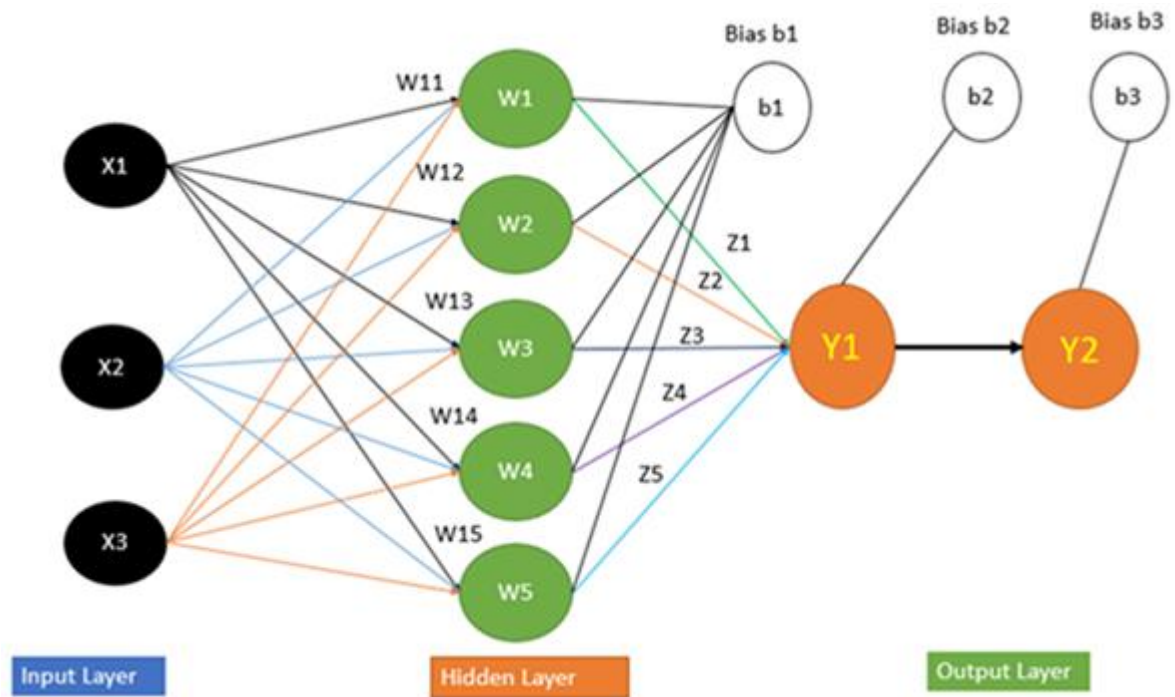 Bias b1
Bias b2
Bias b3
W11
W1
b1
b2
b3
X1
W12
W2
Z1
Z2
W13
X2
W3
Z3
Y1
Y2
Z4
W14
W4
Z5
X3
W15
W5
Input Layer
Hidden Layer
Output Layer